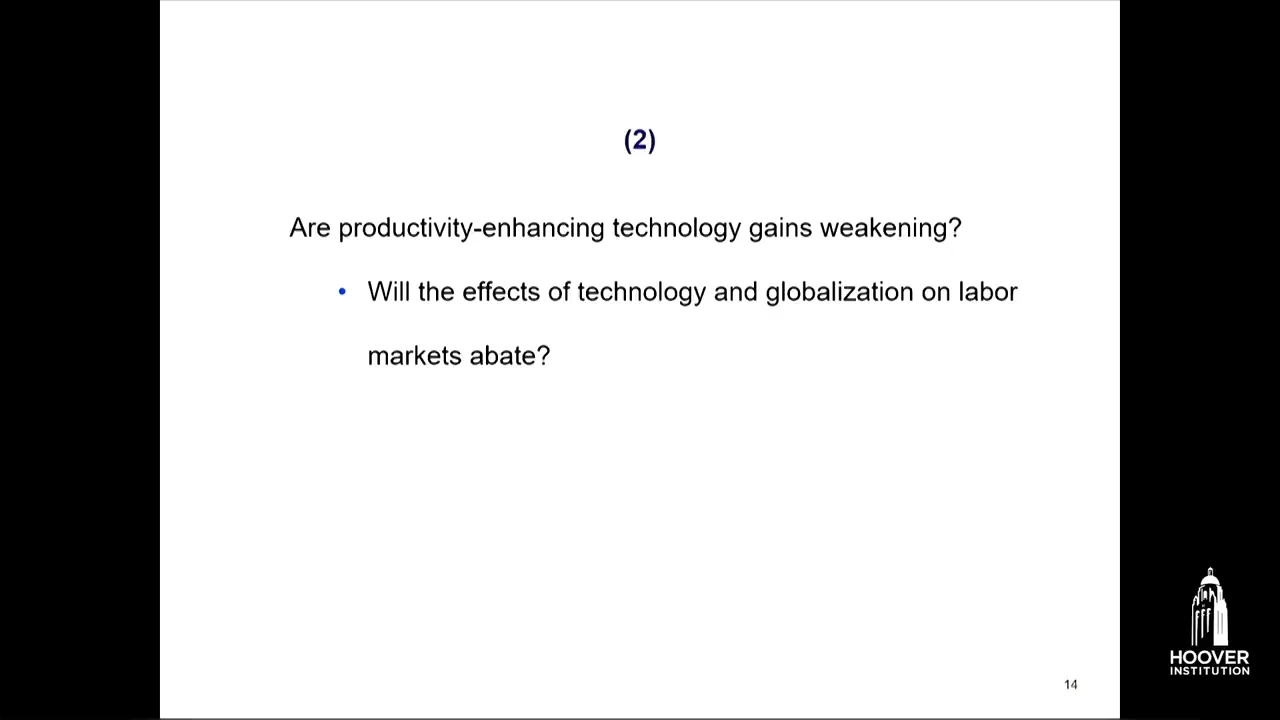 (2)
Are productivity-enhancing technology gains weakening?
• Will the effects of technology and globalization on labor
markets abate?
14
HOOVER
INSTITUTION